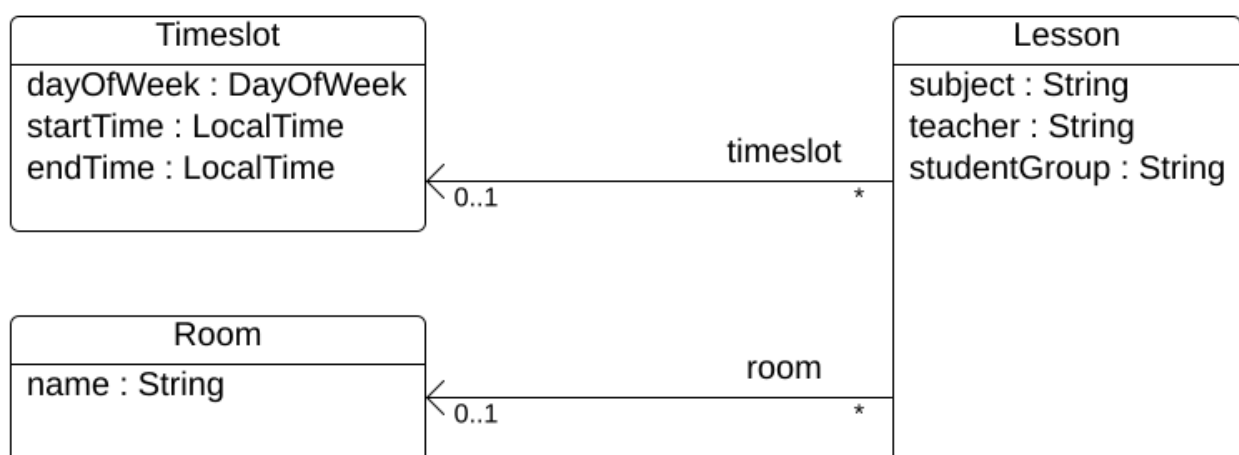 Timeslot
dayOfWeek : DayOfWeek
startTime : LocalTime
endTime : LocalTime
timeslot
0..1
*
Lesson
subject : String
teacher : String
studentGroup : String
Room
name : String
room
0..1
*